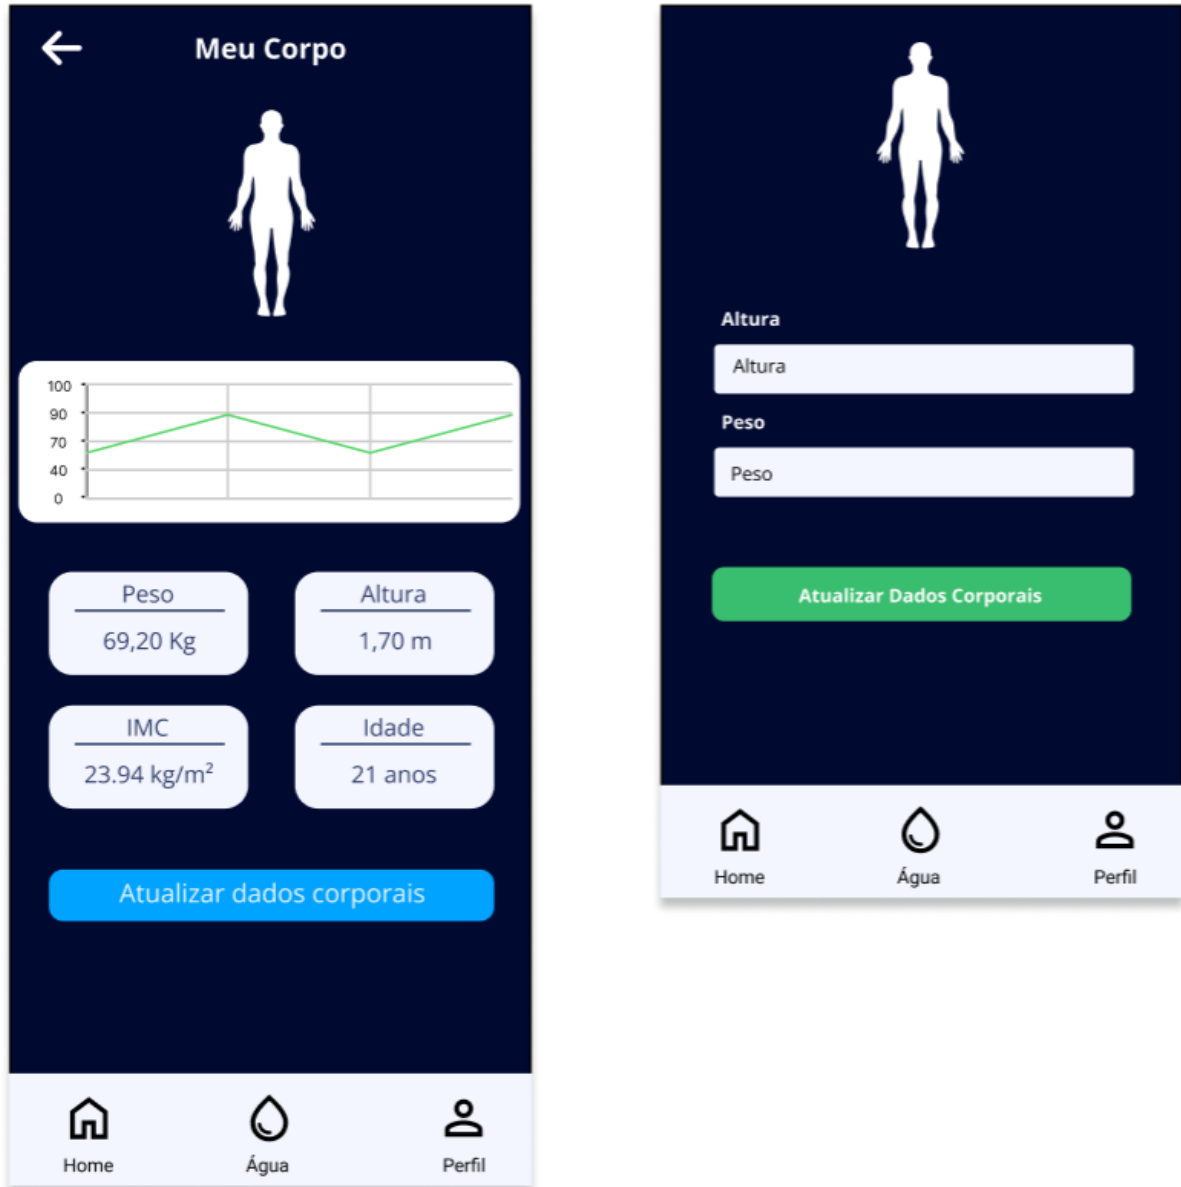 Meu Corpo
100
90
70
40
0
Peso
69,20 Kg
Altura
1,70 m
IMC
23.94 kg/m²
Idade
21 anos
Atualizar dados corporais
Home
Água
Perfil
Altura
Altura
Peso
Peso
Atualizar Dados Corporais
Home
Água
Perfil